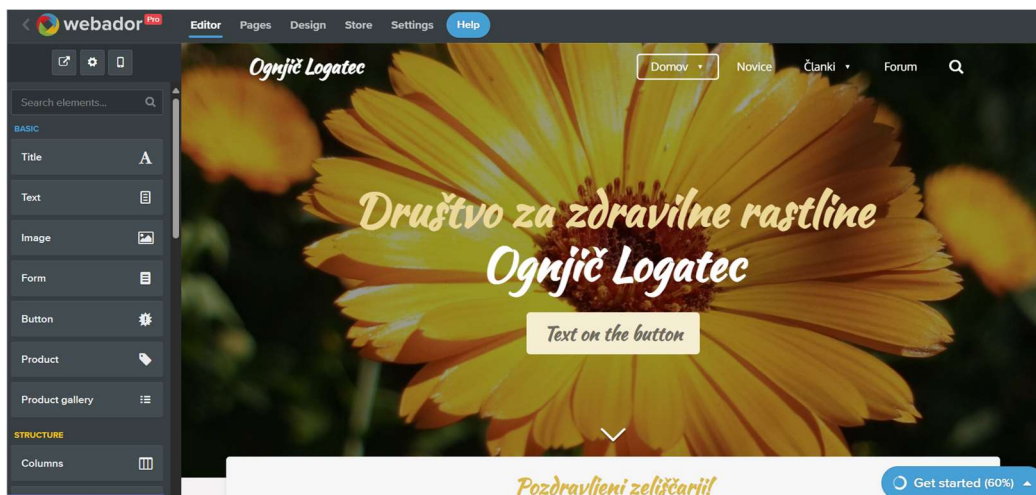 webador Pro
Editor Pages Design Store Settings Help
Search elements...
BASIC
Title
Text
Image
Form
Button
Product
Product gallery
STRUCTURE
Columns
Ognjič Logatec
Domov Novice Članki Forum
Društvo za zdravilne rastline
Ognjič Logatec
Text on the button
Pozdravljeni zeliščarji!
Get started (60%)